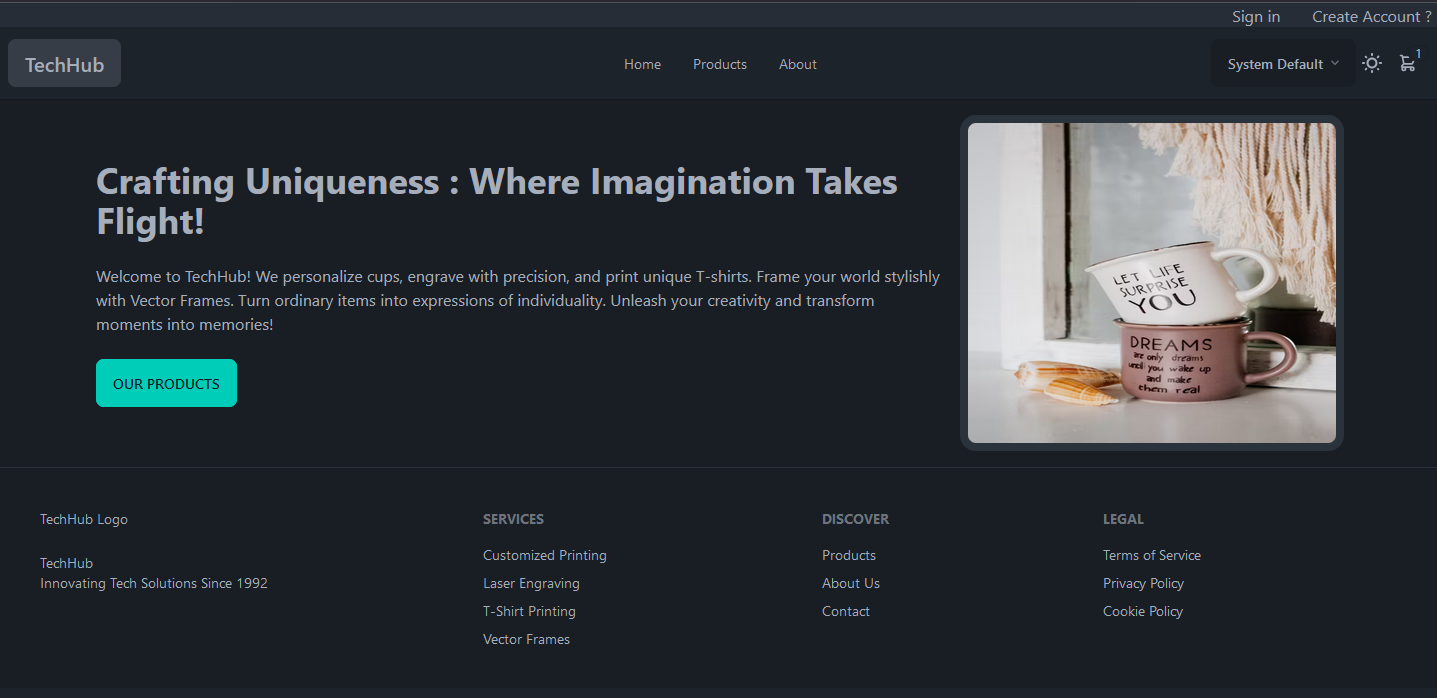 Sign in Create Account ?
TechHub Home Products About System Default 1
Crafting Uniqueness : Where Imagination Takes
Flight!
Welcome to TechHub! We personalize cups, engrave with precision, and print unique T-shirts. Frame your world stylishly
with Vector Frames. Turn ordinary items into expressions of individuality. Unleash your creativity and transform
moments into memories!
OUR PRODUCTS
LET LIFE
SURPRISE
YOU
DREAMS
are only dreams
until you wake up
and make
them real
TechHub Logo
TechHub
Innovating Tech Solutions Since 1992
SERVICES
Customized Printing
Laser Engraving
T-Shirt Printing
Vector Frames
DISCOVER
Products
About Us
Contact
LEGAL
Terms of Service
Privacy Policy
Cookie Policy